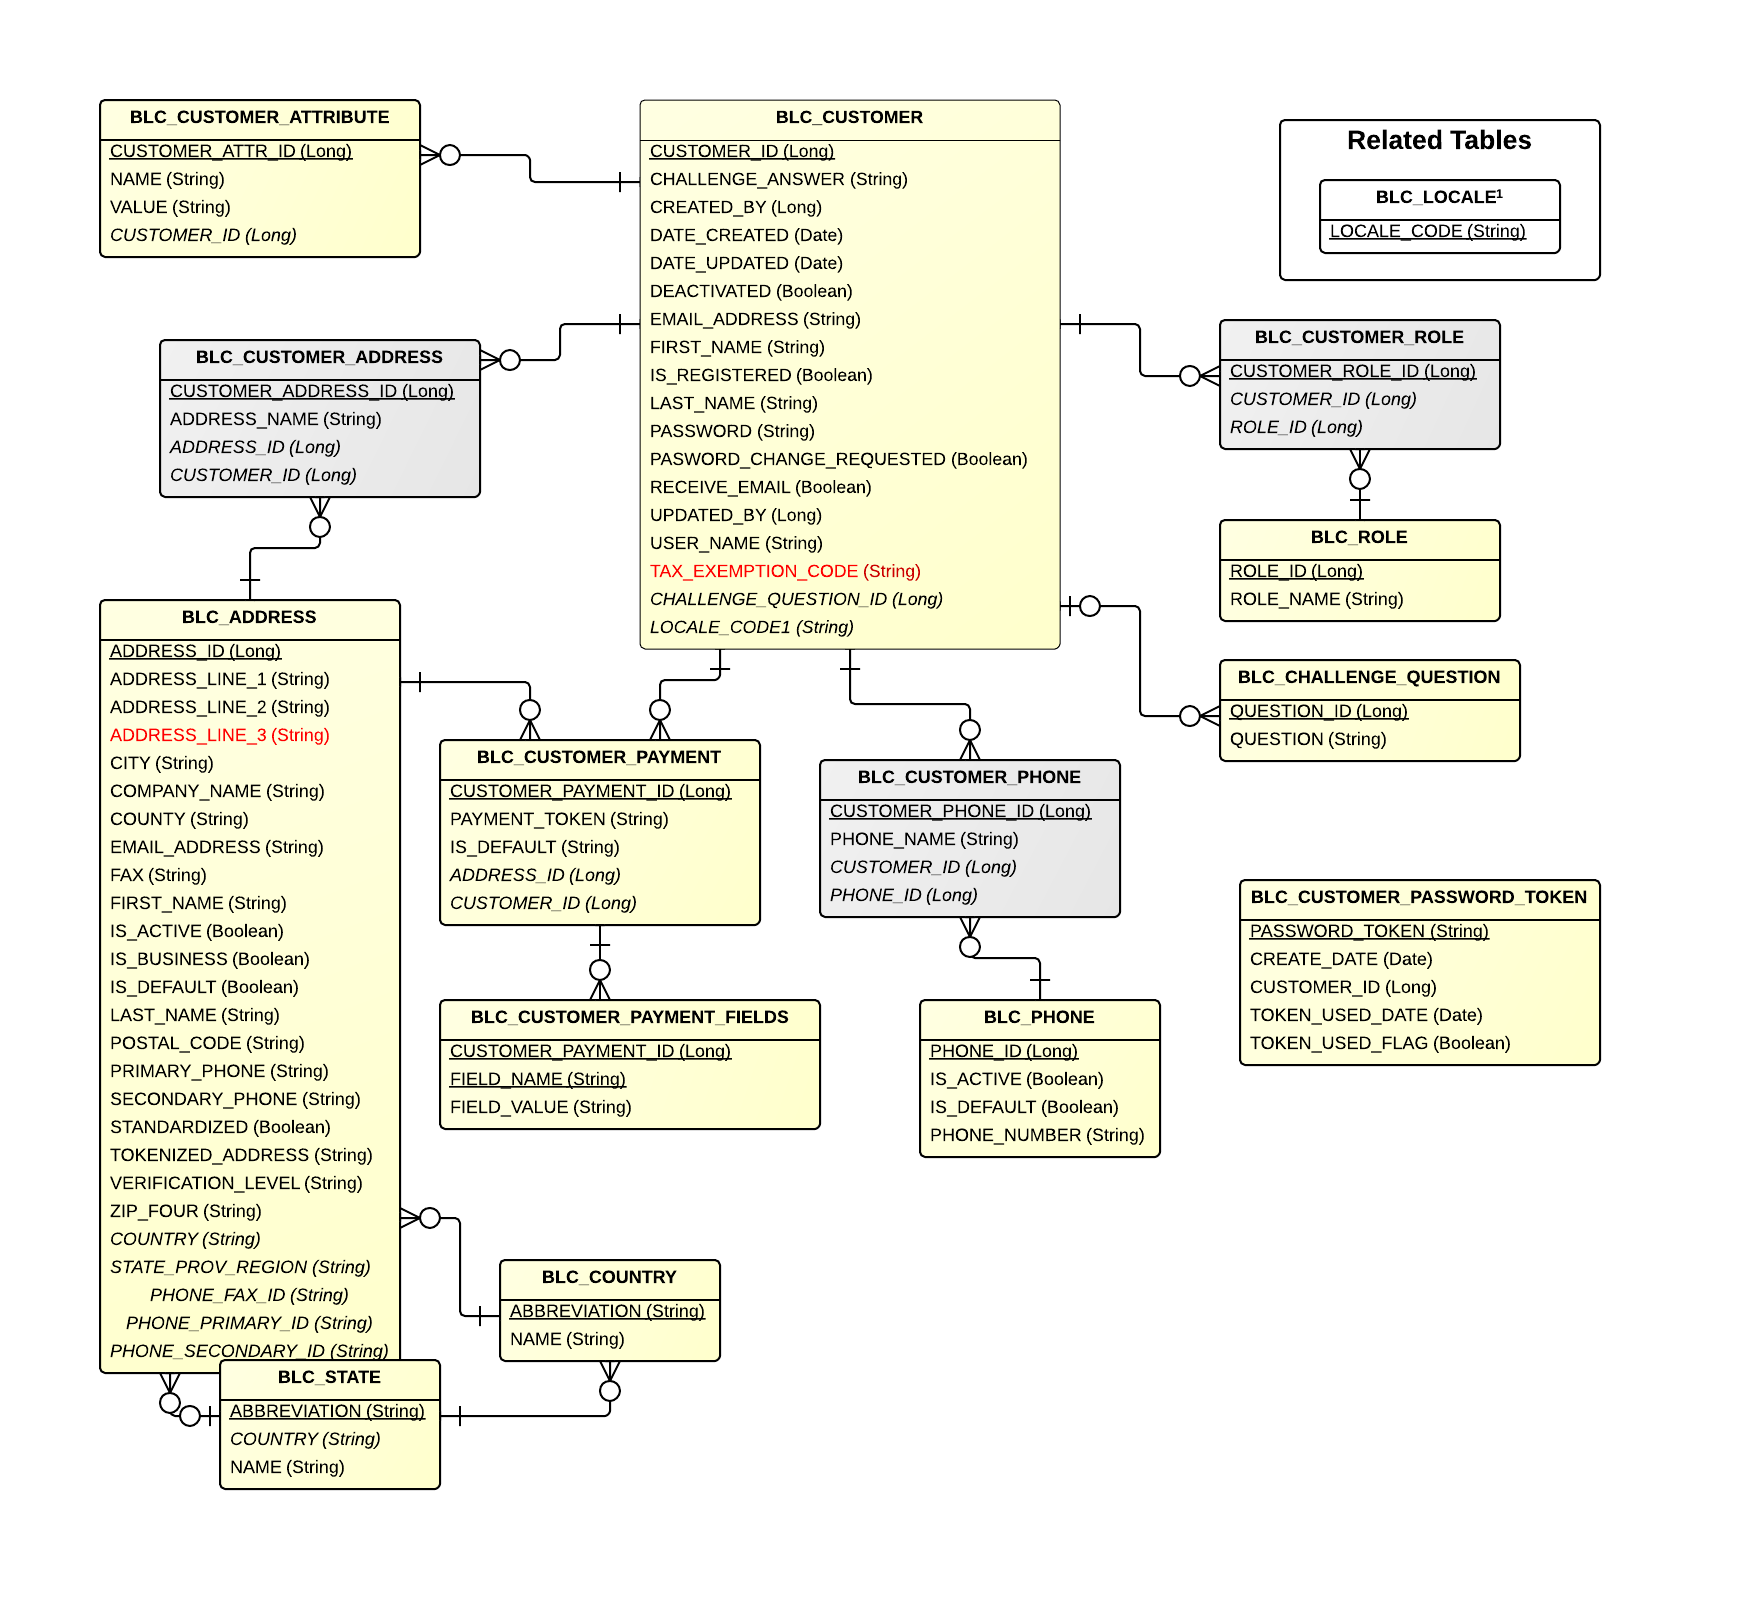 BLC_CUSTOMER_ATTRIBUTE
CUSTOMER_ATTR_ID (Long)
NAME (String)
VALUE (String)
CUSTOMER_ID (Long)
BLC_CUSTOMER
CUSTOMER_ID (Long)
CHALLENGE_ANSWER (String)
CREATED_BY (Long)
DATE_CREATED (Date)
DATE_UPDATED (Date)
DEACTIVATED (Boolean)
EMAIL_ADDRESS (String)
FIRST_NAME (String)
IS_REGISTERED (Boolean)
LAST_NAME (String)
PASSWORD (String)
PASWORD_CHANGE_REQUESTED (Boolean)
RECEIVE_EMAIL (Boolean)
UPDATED_BY (Long)
USER_NAME (String)
TAX_EXEMPTION_CODE (String)
CHALLENGE_QUESTION_ID (Long)
LOCALE_CODE1 (String)
Related Tables
BLC_LOCALE¹
LOCALE_CODE (String)
BLC_CUSTOMER_ADDRESS
CUSTOMER_ADDRESS_ID (Long)
ADDRESS_NAME (String)
ADDRESS_ID (Long)
CUSTOMER_ID (Long)
BLC_CUSTOMER_ROLE
CUSTOMER_ROLE_ID (Long)
CUSTOMER_ID (Long)
ROLE_ID (Long)
BLC_ROLE
ROLE_ID (Long)
ROLE_NAME (String)
BLC_ADDRESS
ADDRESS_ID (Long)
ADDRESS_LINE_1 (String)
ADDRESS_LINE_2 (String)
ADDRESS_LINE_3 (String)
CITY (String)
COMPANY_NAME (String)
COUNTY (String)
EMAIL_ADDRESS (String)
FAX (String)
FIRST_NAME (String)
IS_ACTIVE (Boolean)
IS_BUSINESS (Boolean)
IS_DEFAULT (Boolean)
LAST_NAME (String)
POSTAL_CODE (String)
PRIMARY_PHONE (String)
SECONDARY_PHONE (String)
STANDARDIZED (Boolean)
TOKENIZED_ADDRESS (String)
VERIFICATION_LEVEL (String)
ZIP_FOUR (String)
COUNTRY (String)
STATE_PROV_REGION (String)
PHONE_FAX_ID (String)
PHONE_PRIMARY_ID (String)
PHONE_SECONDARY_ID (String)
BLC_CHALLENGE_QUESTION
QUESTION_ID (Long)
QUESTION (String)
BLC_CUSTOMER_PAYMENT
CUSTOMER_PAYMENT_ID (Long)
PAYMENT_TOKEN (String)
IS_DEFAULT (String)
ADDRESS_ID (Long)
CUSTOMER_ID (Long)
BLC_CUSTOMER_PHONE
CUSTOMER_PHONE_ID (Long)
PHONE_NAME (String)
CUSTOMER_ID (Long)
PHONE_ID (Long)
BLC_CUSTOMER_PASSWORD_TOKEN
PASSWORD_TOKEN (String)
CREATE_DATE (Date)
CUSTOMER_ID (Long)
TOKEN_USED_DATE (Date)
TOKEN_USED_FLAG (Boolean)
BLC_CUSTOMER_PAYMENT_FIELDS
CUSTOMER_PAYMENT_ID (Long)
FIELD_NAME (String)
FIELD_VALUE (String)
BLC_PHONE
PHONE_ID (Long)
IS_ACTIVE (Boolean)
IS_DEFAULT (Boolean)
PHONE_NUMBER (String)
BLC_COUNTRY
ABBREVIATION (String)
NAME (String)
BLC_STATE
ABBREVIATION (String)
COUNTRY (String)
NAME (String)